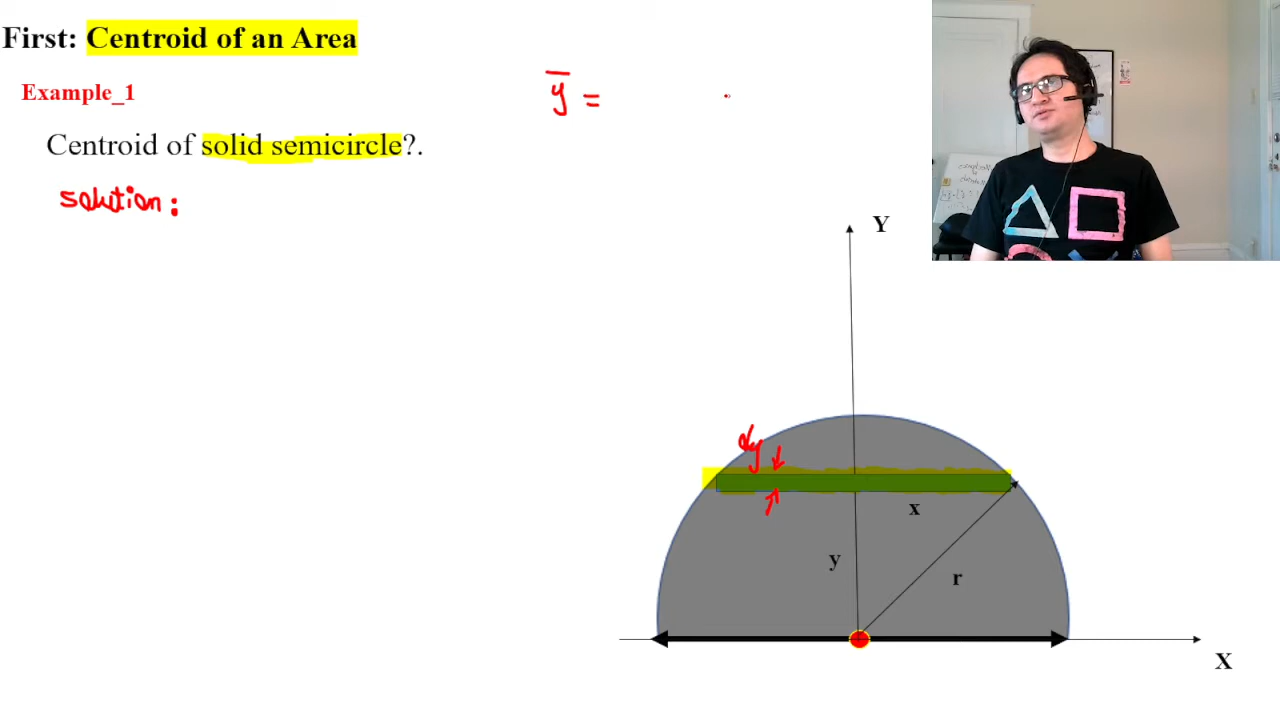 First: Centroid of an Area
Example_1
Centroid of solid semicircle?.
Solution:
y̅ =
Y
dy
x
y
r
X